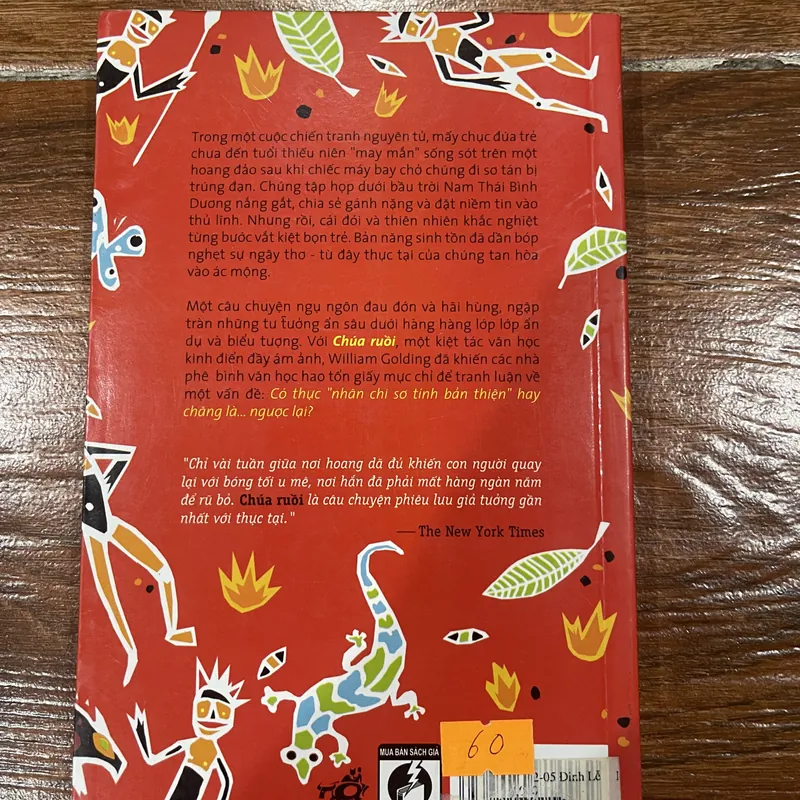 Trong một cuộc chiến tranh nguyên tử, mấy chục đứa trẻ
chưa đến tuổi thiếu niên "may mắn" sống sót trên một
hoang đảo sau khi chiếc máy bay chở chúng đi sơ tán bị
trúng đạn. Chúng tập họp dưới bầu trời Nam Thái Bình
Dương nắng gắt, chia sẻ gánh nặng và đặt niềm tin vào
thủ lĩnh. Nhưng rồi, cái đói và thiên nhiên khắc nghiệt
từng bước vắt kiệt bọn trẻ. Bản năng sinh tồn đã dần bóp
nghẹt sự ngây thơ - từ đây thực tại của chúng tan hòa
vào ác mộng.
Một câu chuyện ngụ ngôn đau đớn và hãi hùng, ngập
tràn những tư tưởng ẩn sâu dưới hàng hàng lớp lớp ẩn
dụ và biểu tượng. Với Chúa ruồi, một kiệt tác văn học
kinh điển đầy ám ảnh, William Golding đã khiến các nhà
phê bình văn học hao tốn giấy mực chỉ để tranh luận về
một vấn đề: Có thực "nhân chi sơ tính bản thiện" hay
chăng là... ngược lại?
"Chỉ vài tuần giữa nơi hoang dã đủ khiến con người quay
lại với bóng tối u mê, nơi hắn đã phải mất hàng ngàn năm
để rũ bỏ. Chúa ruồi là câu chuyện phiêu lưu giả tưởng gần
nhất với thực tại."
— The New York Times
MUA BÁN SÁCH GIẢ
60
2-05 Đinh Lễ